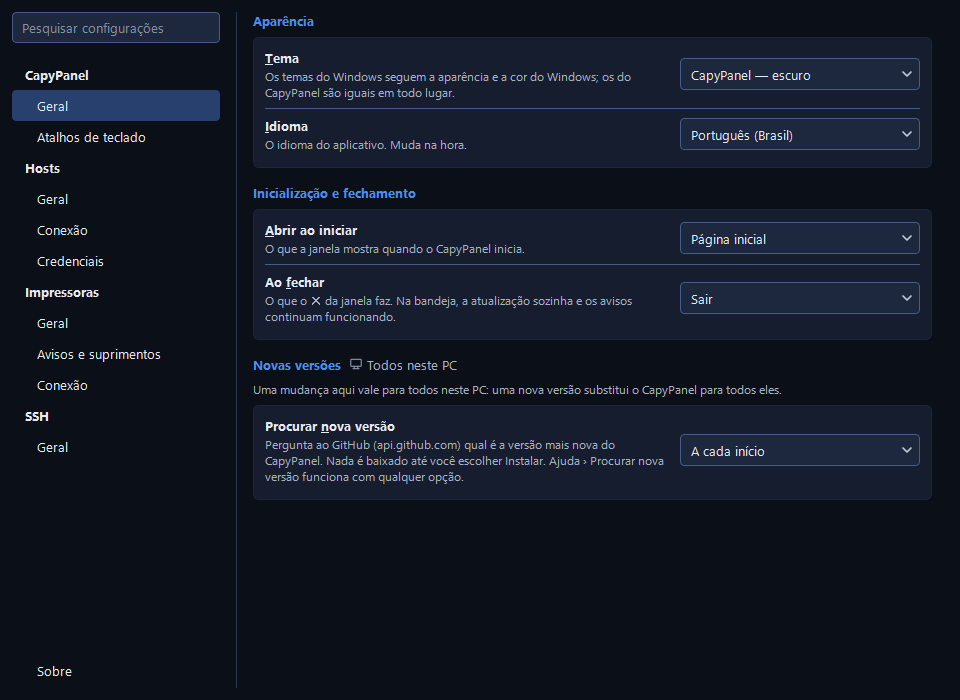 Pesquisar configurações
CapyPanel
Geral
Atalhos de teclado
Hosts
Geral
Conexão
Credenciais
Impressoras
Geral
Avisos e suprimentos
Conexão
SSH
Geral
Sobre
Aparência
Tema
Os temas do Windows seguem a aparência e a cor do Windows; os do
CapyPanel são iguais em todo lugar.
CapyPanel — escuro
Idioma
O idioma do aplicativo. Muda na hora.
Português (Brasil)
Inicialização e fechamento
Abrir ao iniciar
O que a janela mostra quando o CapyPanel inicia.
Página inicial
Ao fechar
O que o ✕ da janela faz. Na bandeja, a atualização sozinha e os avisos
continuam funcionando.
Sair
Novas versões Todos neste PC
Uma mudança aqui vale para todos neste PC: uma nova versão substitui o CapyPanel para todos eles.
Procurar nova versão
Pergunta ao GitHub (api.github.com) qual é a versão mais nova do
CapyPanel. Nada é baixado até você escolher Instalar. Ajuda › Procurar nova
versão funciona com qualquer opção.
A cada início